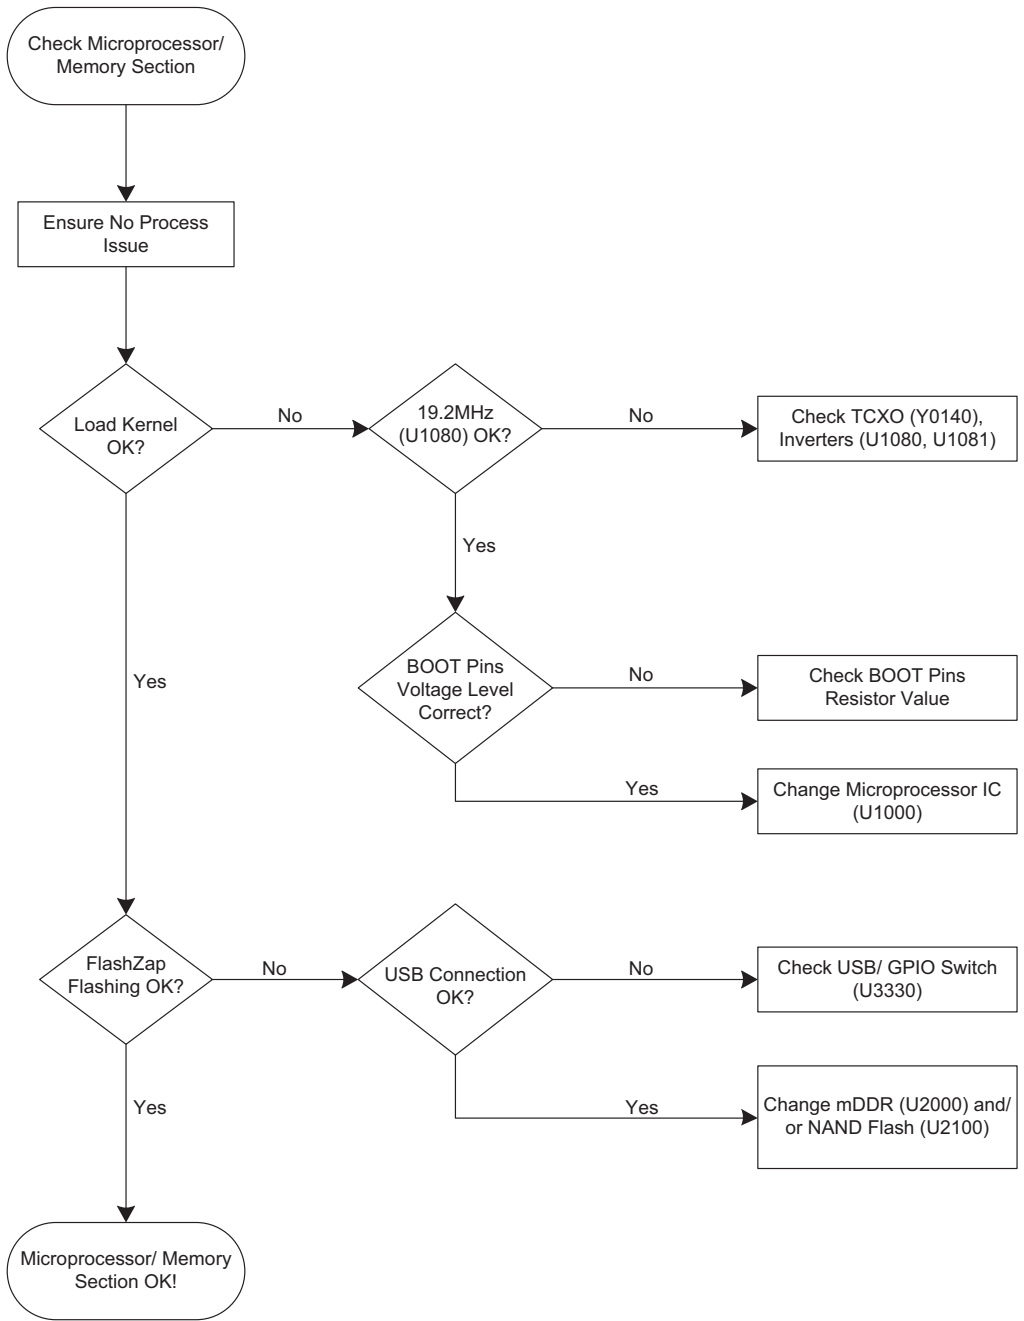 Check Microprocessor/
Memory Section
Ensure No Process
Issue
Load Kernel
OK?
No
19.2MHz
(U1080) OK?
No
Check TCXO (Y0140),
Inverters (U1080, U1081)
Yes
Yes
BOOT Pins
Voltage Level
Correct?
No
Check BOOT Pins
Resistor Value
Yes
Change Microprocessor IC
(U1000)
FlashZap
Flashing OK?
No
USB Connection
OK?
No
Check USB/ GPIO Switch
(U3330)
Yes
Yes
Change mDDR (U2000) and/
or NAND Flash (U2100)
Microprocessor/ Memory
Section OK!